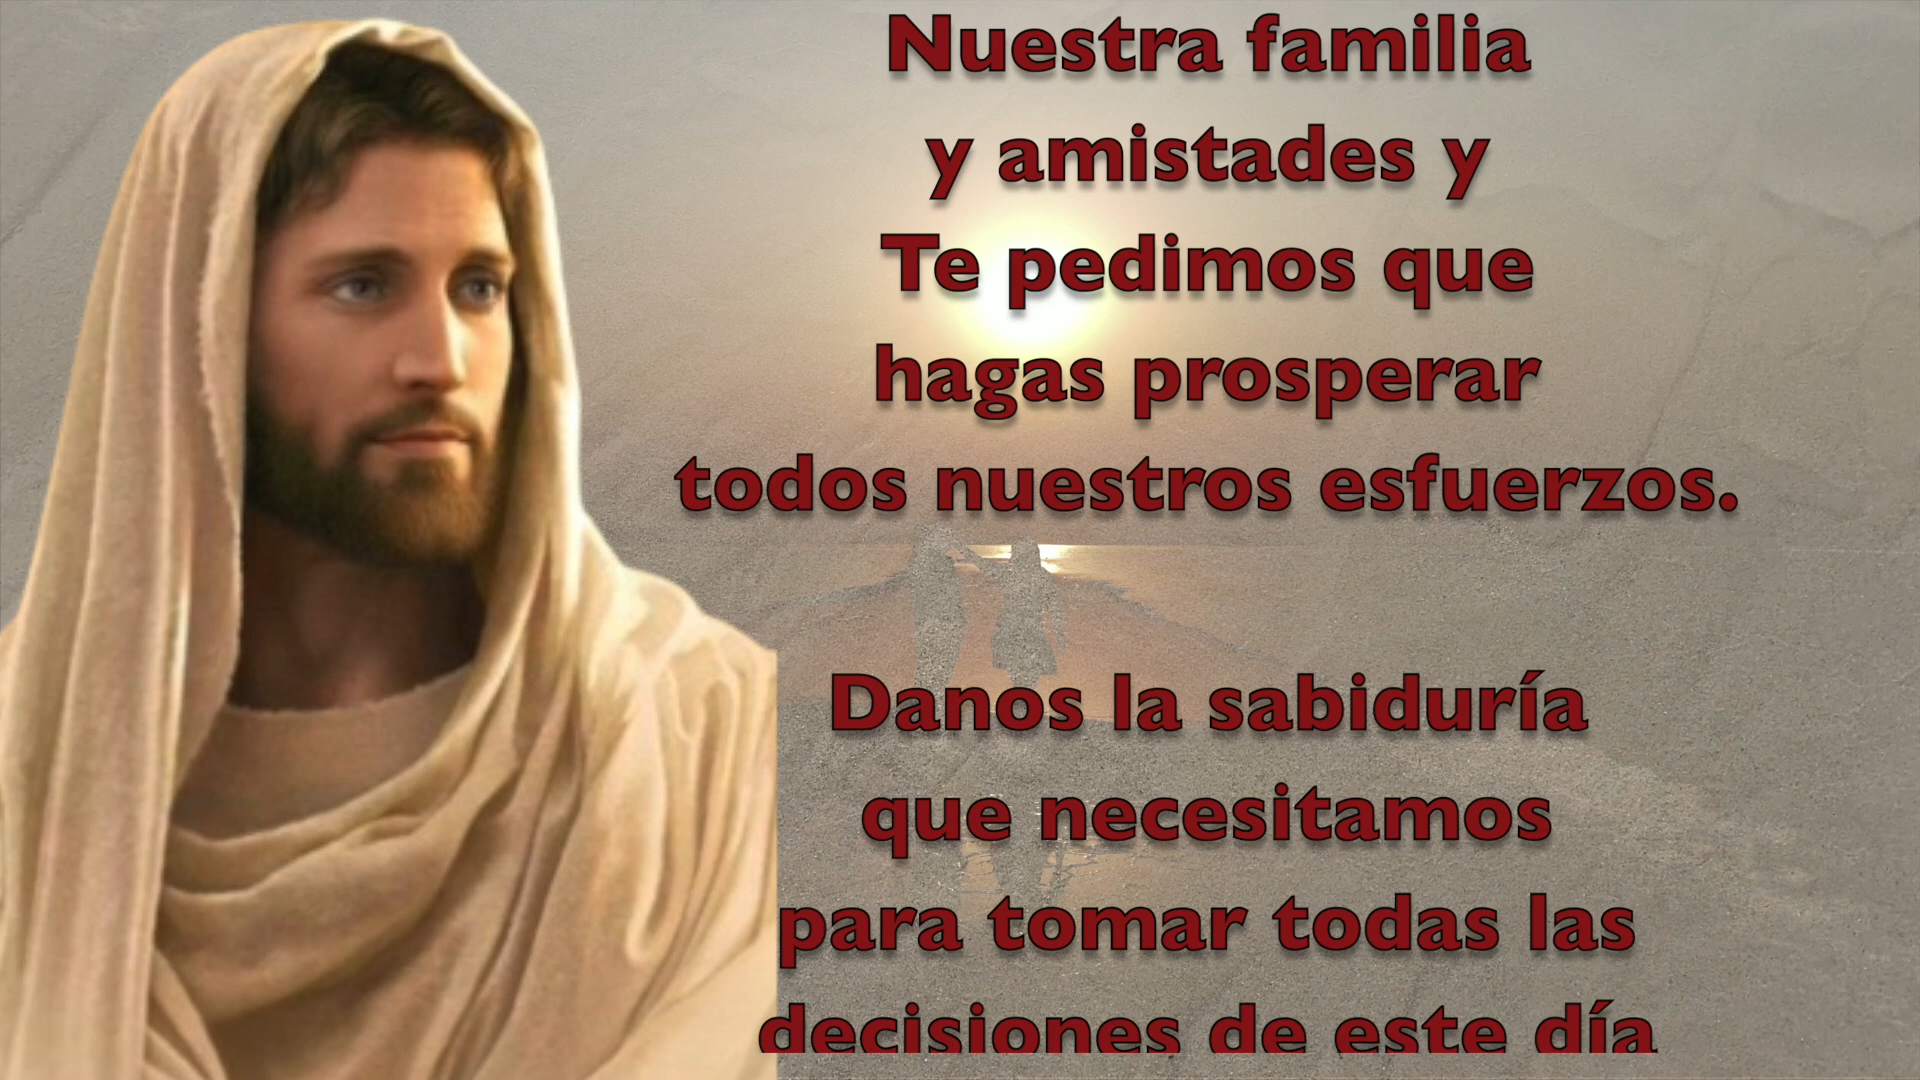 Nuestra familia
y amistades y
Te pedimos que
hagas prosperar
todos nuestros esfuerzos.
Danos la sabiduría
que necesitamos
para tomar todas las
decisiones de este día